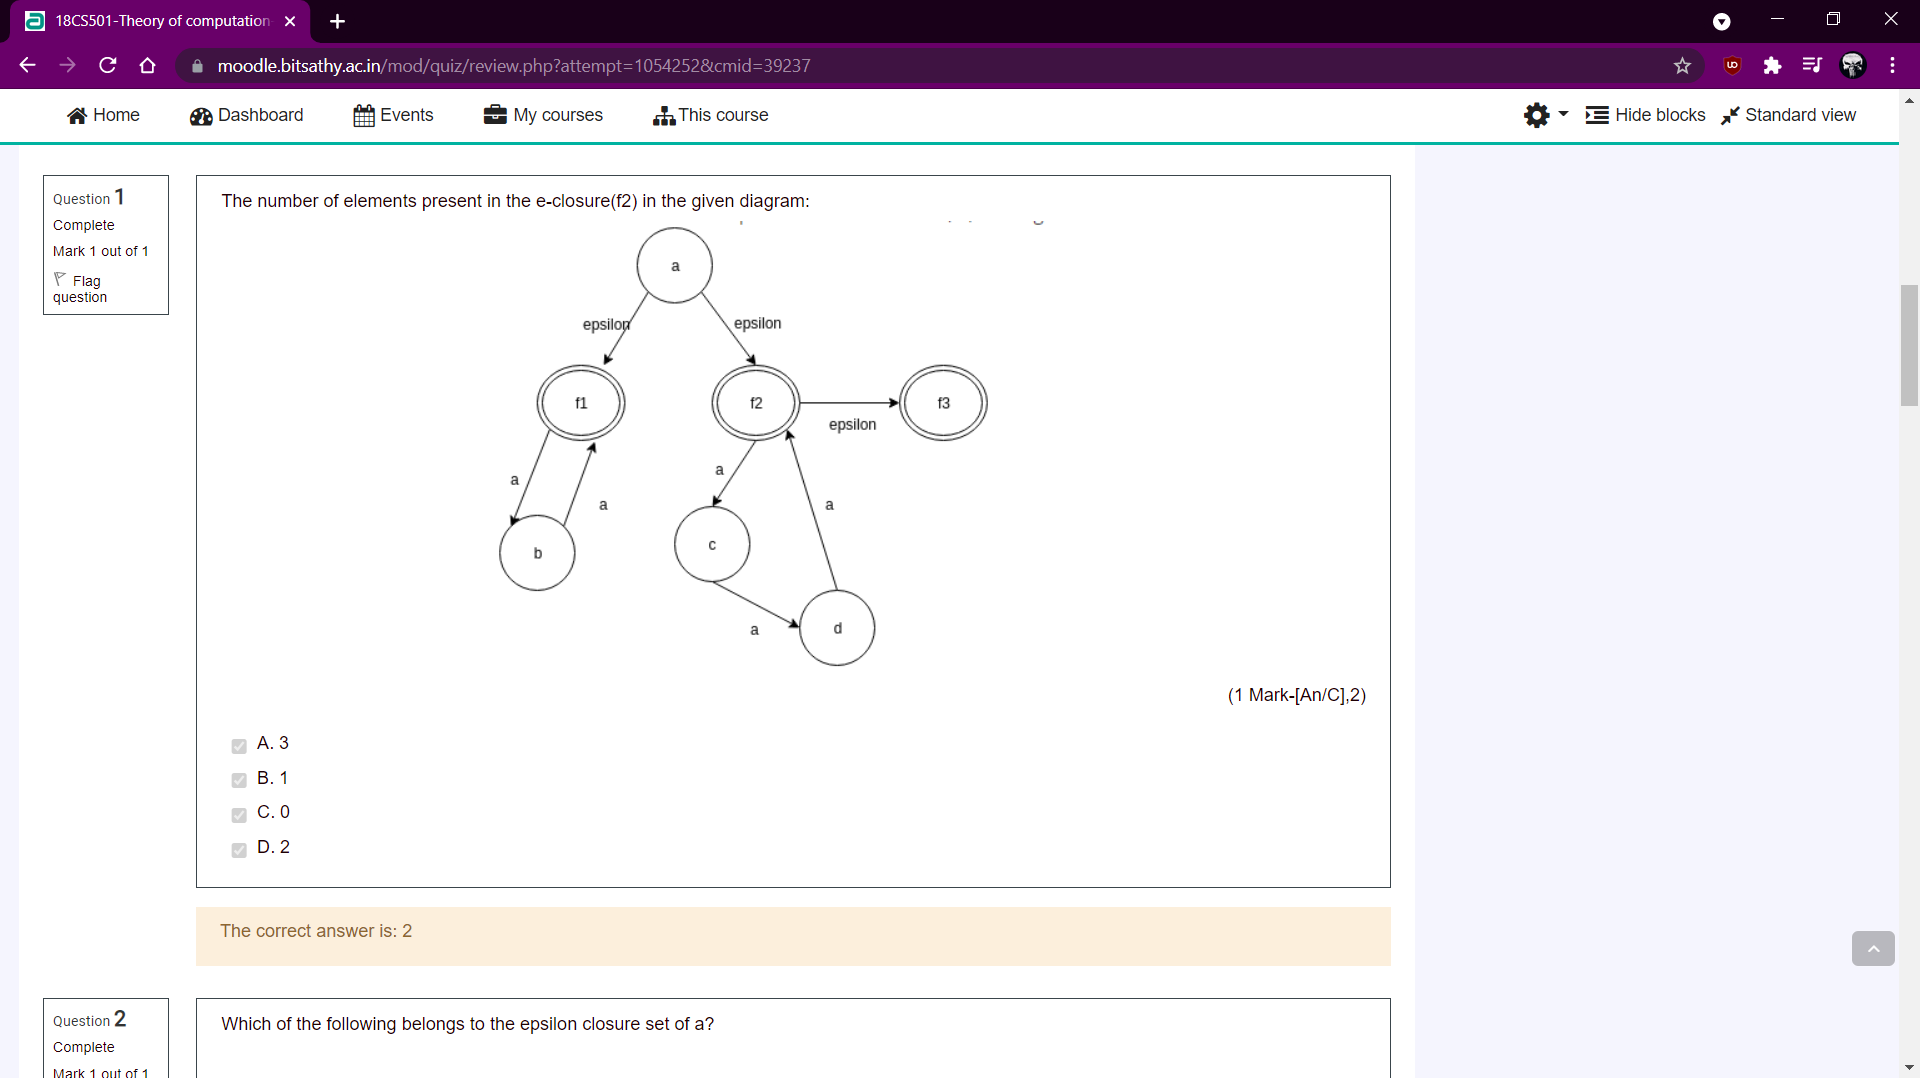 18CS501-Theory of computation
moodle.bitsathy.ac.in/mod/quiz/review.php?attempt=1054252&cmid=39237
Home Dashboard Events My courses This course Hide blocks Standard view
Question 1
Complete
Mark 1 out of 1
Flag question
The number of elements present in the e-closure(f2) in the given diagram:
a
epsilon epsilon
f1 f2 f3
epsilon
a a
a a
b c
a d
(1 Mark-[An/C],2)
A. 3
B. 1
C. 0
D. 2
The correct answer is: 2
Question 2
Complete
Mark 1 out of 1
Which of the following belongs to the epsilon closure set of a?